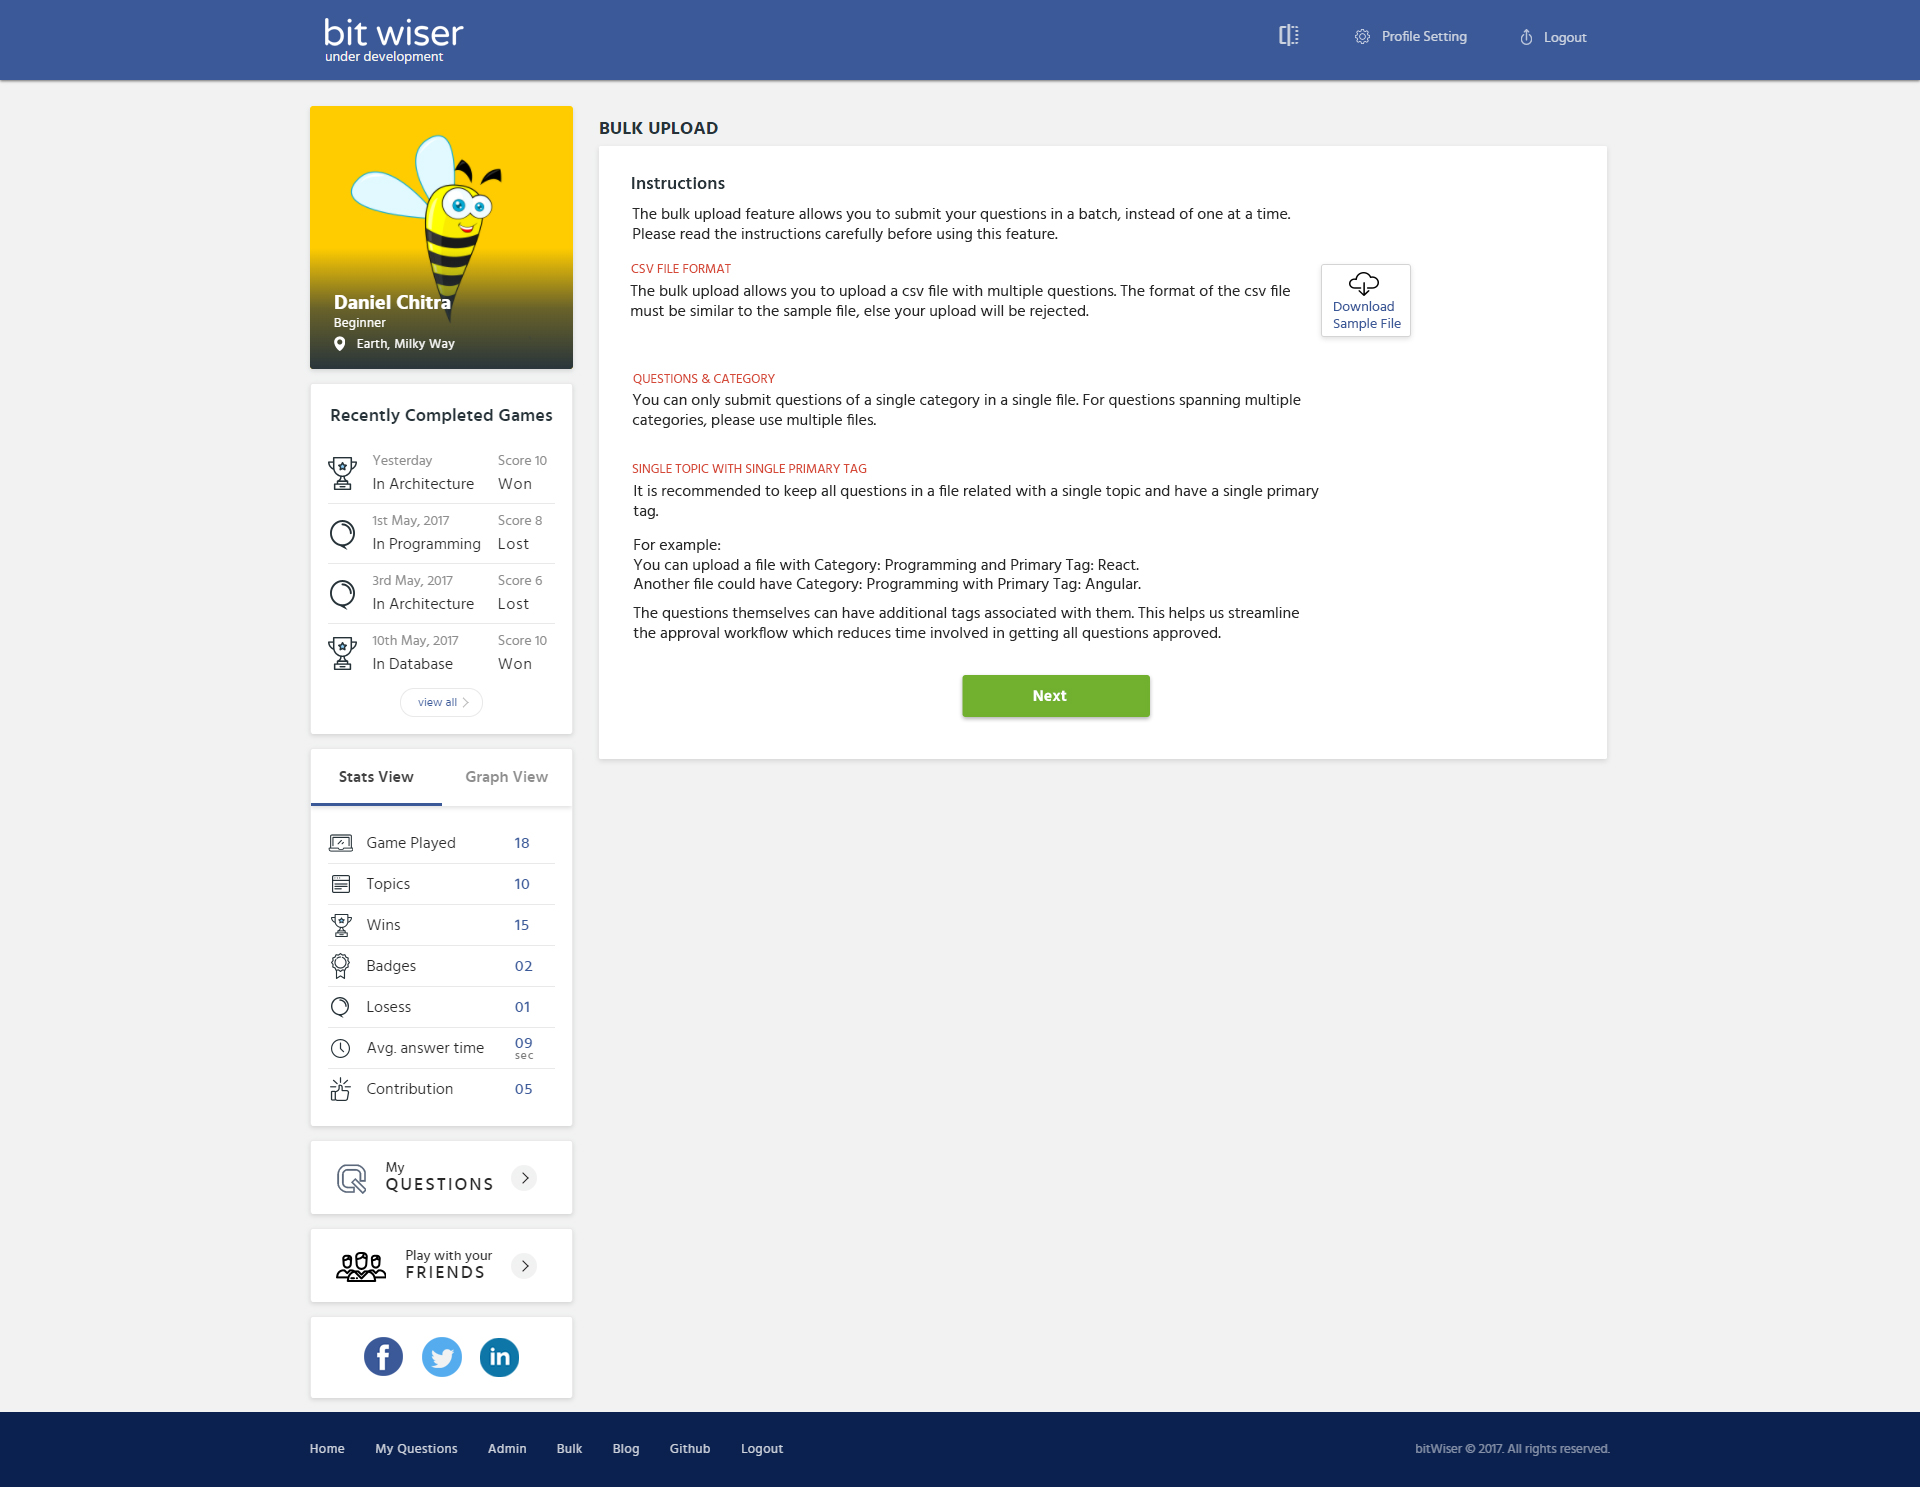 bit wiser
under development
Profile Setting
Logout
Daniel Chitra
Beginner
Earth, Milky Way
Recently Completed Games
Yesterday Score 10
In Architecture Won
1st May, 2017 Score 8
In Programming Lost
3rd May, 2017 Score 6
In Architecture Lost
10th May, 2017 Score 10
In Database Won
view all
Stats View Graph View
Game Played 18
Topics 10
Wins 15
Badges 02
Losess 01
Avg. answer time 09
sec
Contribution 05
My
QUESTIONS
Play with your
FRIENDS
BULK UPLOAD
Instructions
The bulk upload feature allows you to submit your questions in a batch, instead of one at a time.
Please read the instructions carefully before using this feature.
CSV FILE FORMAT
The bulk upload allows you to upload a csv file with multiple questions. The format of the csv file
must be similar to the sample file, else your upload will be rejected.
Download
Sample File
QUESTIONS & CATEGORY
You can only submit questions of a single category in a single file. For questions spanning multiple
categories, please use multiple files.
SINGLE TOPIC WITH SINGLE PRIMARY TAG
It is recommended to keep all questions in a file related with a single topic and have a single primary
tag.
For example:
You can upload a file with Category: Programming and Primary Tag: React.
Another file could have Category: Programming with Primary Tag: Angular.
The questions themselves can have additional tags associated with them. This helps us streamline
the approval workflow which reduces time involved in getting all questions approved.
Next
Home My Questions Admin Bulk Blog Github Logout
bitWiser © 2017. All rights reserved.